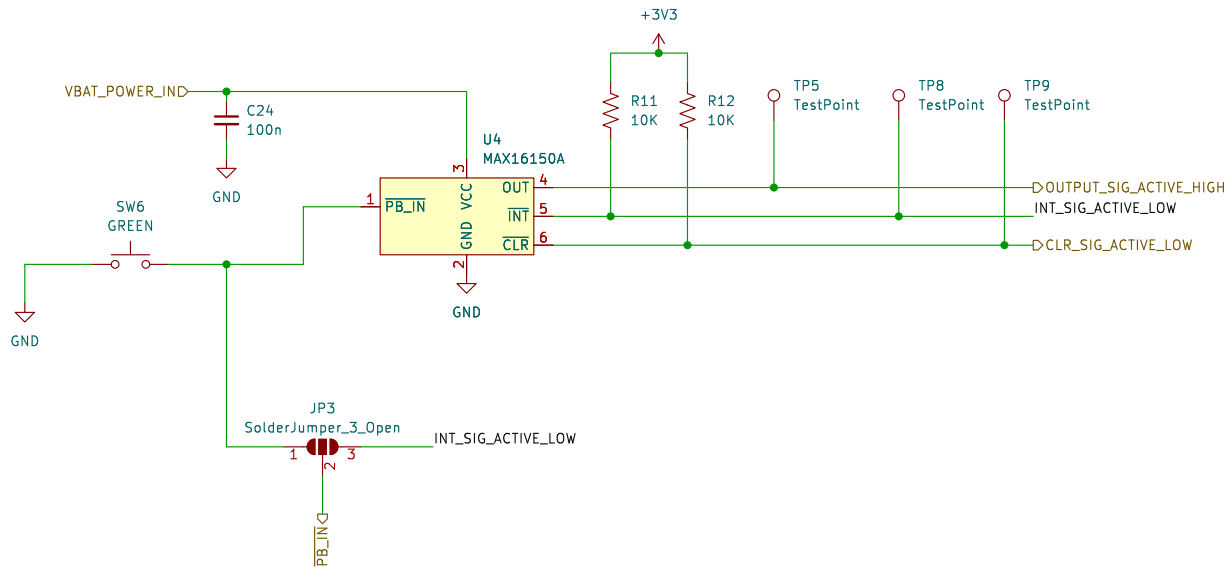 +3V3
VBAT_POWER_IN
C24
100n
GND
R11
10K
R12
10K
TP5
TestPoint
TP8
TestPoint
TP9
TestPoint
U4
MAX16150A
3
VCC
1
PB_IN
OUT
4
INT
5
CLR
6
GND
2
GND
OUTPUT_SIG_ACTIVE_HIGH
INT_SIG_ACTIVE_LOW
CLR_SIG_ACTIVE_LOW
SW6
GREEN
GND
JP3
SolderJumper_3_Open
1
2
3
INT_SIG_ACTIVE_LOW
PB_IN